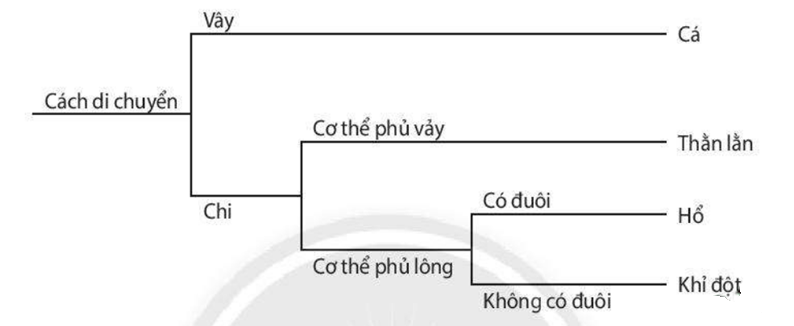 Vây
Cá
Cách di chuyển
Cơ thể phủ vảy
Thằn lằn
Chi
Có đuôi
Hổ
Cơ thể phủ lông
Không có đuôi
Khỉ đột